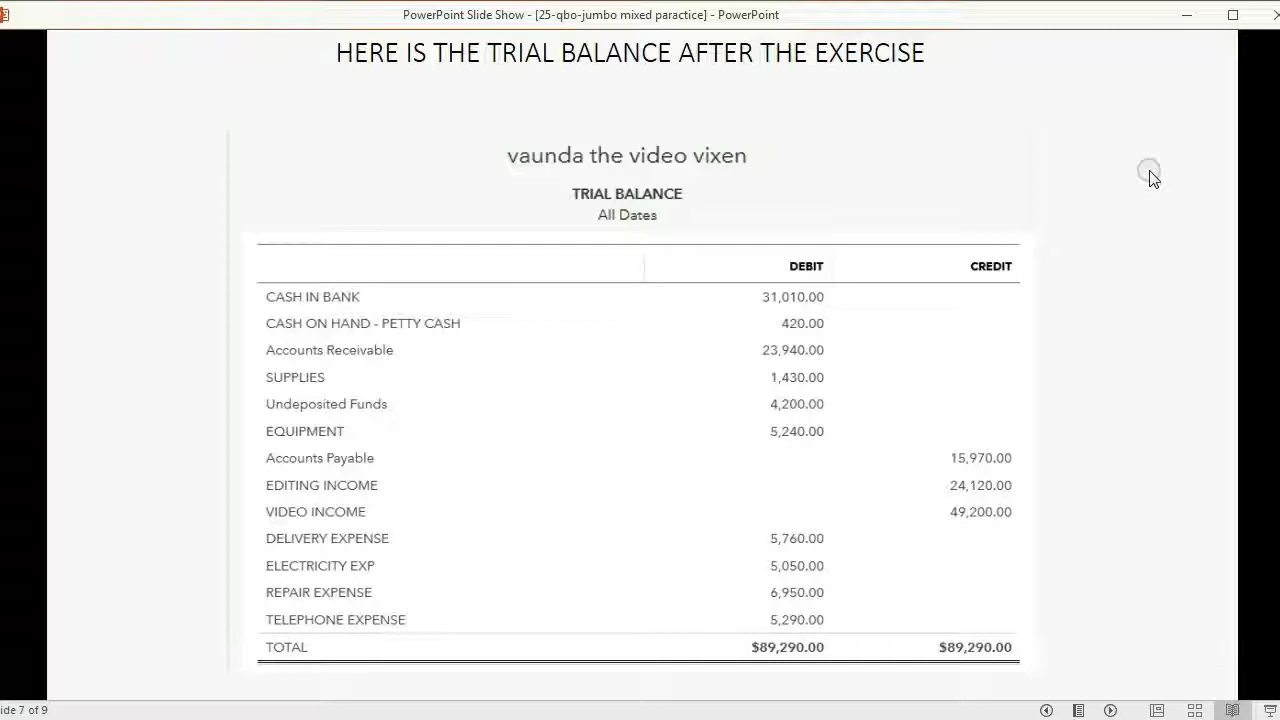 PowerPoint Slide Show - [25-qbo-jumbo mixed paractice] - PowerPoint
HERE IS THE TRIAL BALANCE AFTER THE EXERCISE
vaunda the video vixen
TRIAL BALANCE
All Dates
DEBIT CREDIT
CASH IN BANK 31,010.00
CASH ON HAND - PETTY CASH 420.00
Accounts Receivable 23,940.00
SUPPLIES 1,430.00
Undeposited Funds 4,200.00
EQUIPMENT 5,240.00
Accounts Payable 15,970.00
EDITING INCOME 24,120.00
VIDEO INCOME 49,200.00
DELIVERY EXPENSE 5,760.00
ELECTRICITY EXP 5,050.00
REPAIR EXPENSE 6,950.00
TELEPHONE EXPENSE 5,290.00
TOTAL $89,290.00 $89,290.00
ide 7 of 9